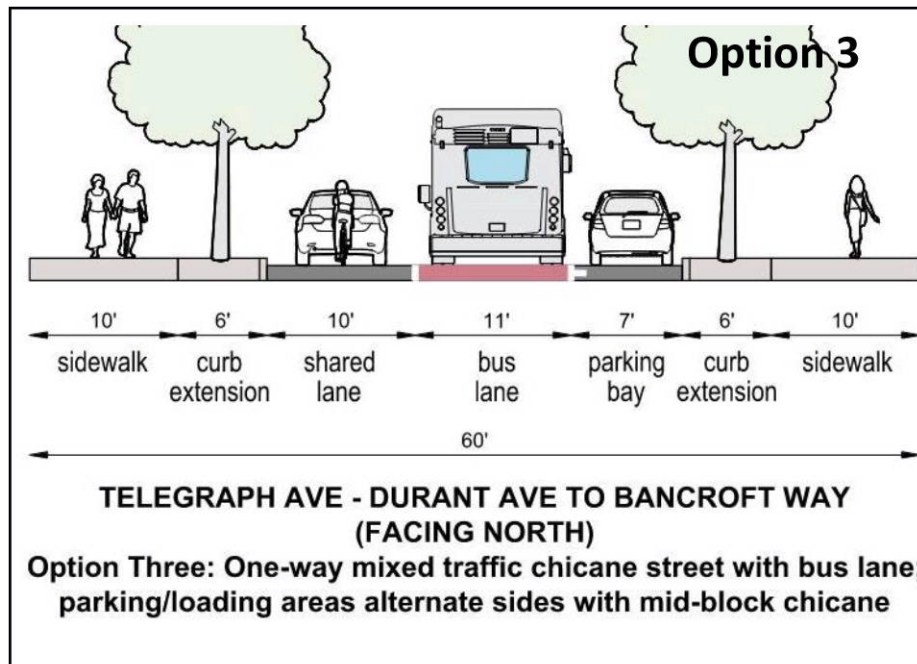 Option 3
10' 6' 10' 11' 7' 6' 10'
sidewalk curb shared bus parking curb sidewalk
extension lane lane bay extension
60'
TELEGRAPH AVE - DURANT AVE TO BANCROFT WAY
(FACING NORTH)
Option Three: One-way mixed traffic chicane street with bus lane;
parking/loading areas alternate sides with mid-block chicane